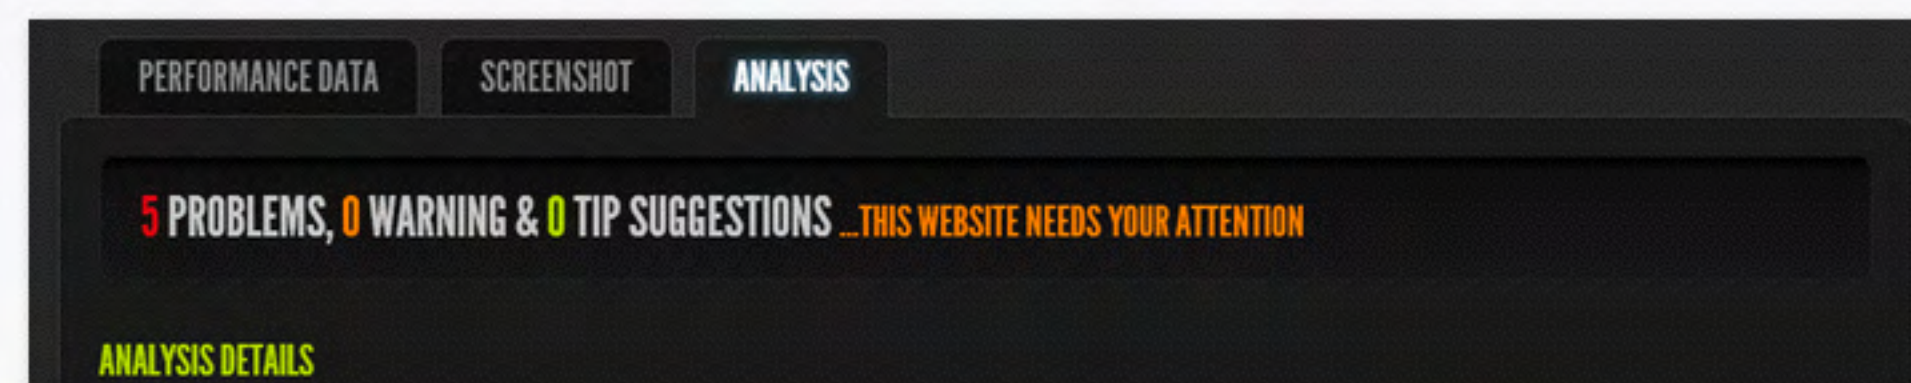 PERFORMANCE DATA SCREENSHOT ANALYSIS
5 PROBLEMS, 0 WARNING & 0 TIP SUGGESTIONS ...THIS WEBSITE NEEDS YOUR ATTENTION
ANALYSIS DETAILS